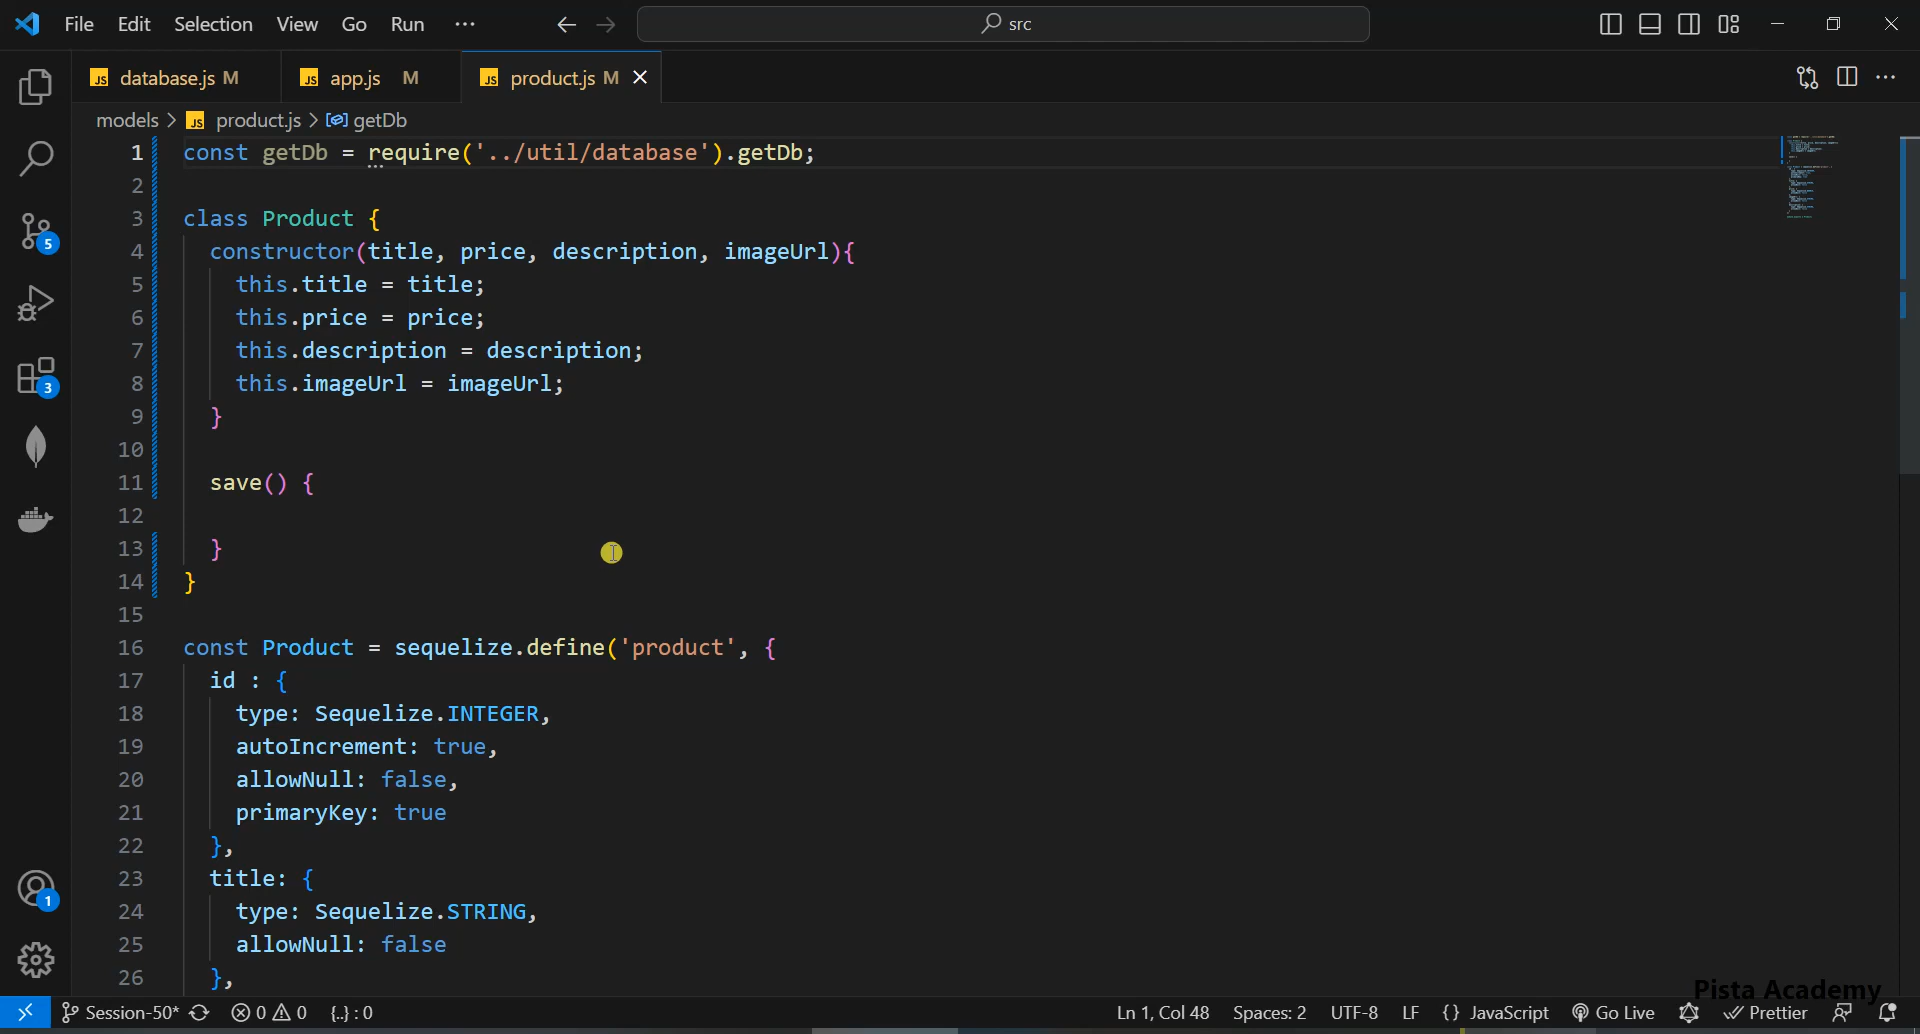 File Edit Selection View Go Run ··· src
database.js M app.js M product.js M
models > product.js > getDb
1 const getDb = require('../util/database').getDb;
2
3 class Product {
4 constructor(title, price, description, imageUrl){
5 this.title = title;
6 this.price = price;
7 this.description = description;
8 this.imageUrl = imageUrl;
9 }
10
11 save() {
12
13 }
14 }
15
16 const Product = sequelize.define('product', {
17 id : {
18 type: Sequelize.INTEGER,
19 autoIncrement: true,
20 allowNull: false,
21 primaryKey: true
22 },
23 title: {
24 type: Sequelize.STRING,
25 allowNull: false
26 },
5
3
1
Pista Academy
Session-50* 0 0 {..} : 0 Ln 1, Col 48 Spaces: 2 UTF-8 LF {} JavaScript Go Live Prettier